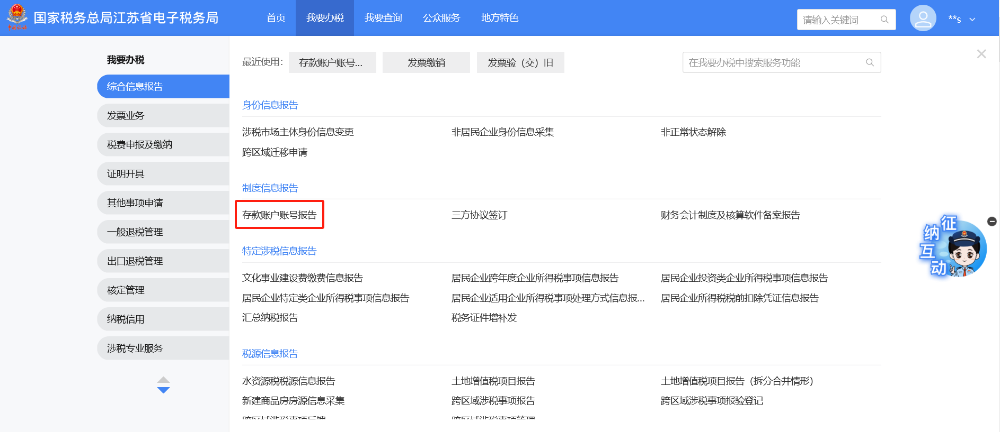 国家税务总局江苏省电子税务局
首页 我要办税 我要查询 公众服务 地方特色
请输入关键词
**s
我要办税
综合信息报告
发票业务
税费申报及缴纳
证明开具
其他事项申请
一般退税管理
出口退税管理
核定管理
纳税信用
涉税专业服务
最近使用： 存款账户账号... 发票缴销 发票验（交）旧
在我要办税中搜索服务功能
身份信息报告
涉税市场主体身份信息变更 非居民企业身份信息采集 非正常状态解除
跨区域迁移申请
制度信息报告
存款账户账号报告 三方协议签订 财务会计制度及核算软件备案报告
特定涉税信息报告
文化事业建设费缴费信息报告 居民企业跨年度企业所得税事项信息报告 居民企业投资类企业所得税事项信息报告
居民企业特定类企业所得税事项信息报告 居民企业适用企业所得税事项处理方式信息报... 居民企业所得税税前扣除凭证信息报告
汇总纳税报告 税务证件增补发
税源信息报告
水资源税税源信息报告 土地增值税项目报告 土地增值税项目报告（拆分合并情形）
新建商品房房源信息采集 跨区域涉税事项报告 跨区域涉税事项报验登记
跨区域涉税事项反馈 跨区域涉税事项管理
征纳互动